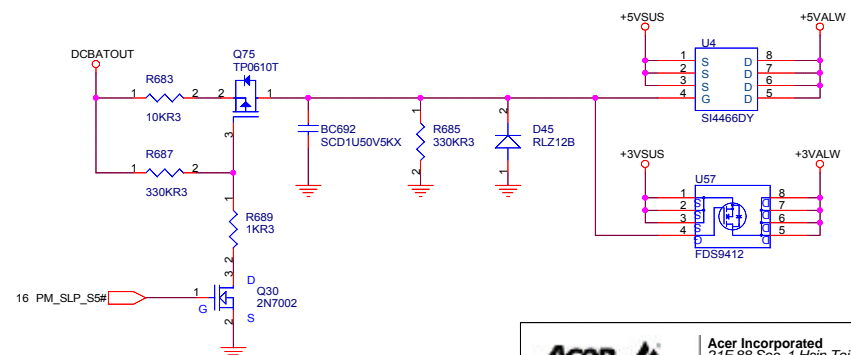 +5VSUS
+5VALW
U4
1 S D 8
2 S D 7
3 S D 6
4 G D 5
SI4466DY
DCBATOUT
Q75
TP0610T
R683
1 2
10KR3
2 1
3
R687
1 2
330KR3
BC692
SCD1U50V5KX
1
R685
330KR3
2
2
D45
RLZ12B
1
+3VSUS
+3VALW
U57
1 S D 8
2 S D 7
3 S D 6
4 G D 5
FDS9412
1
R689
1KR3
2
3 D
Q30
2N7002
1
G
2 S
16 PM_SLP_S5#
Acer Incorporated